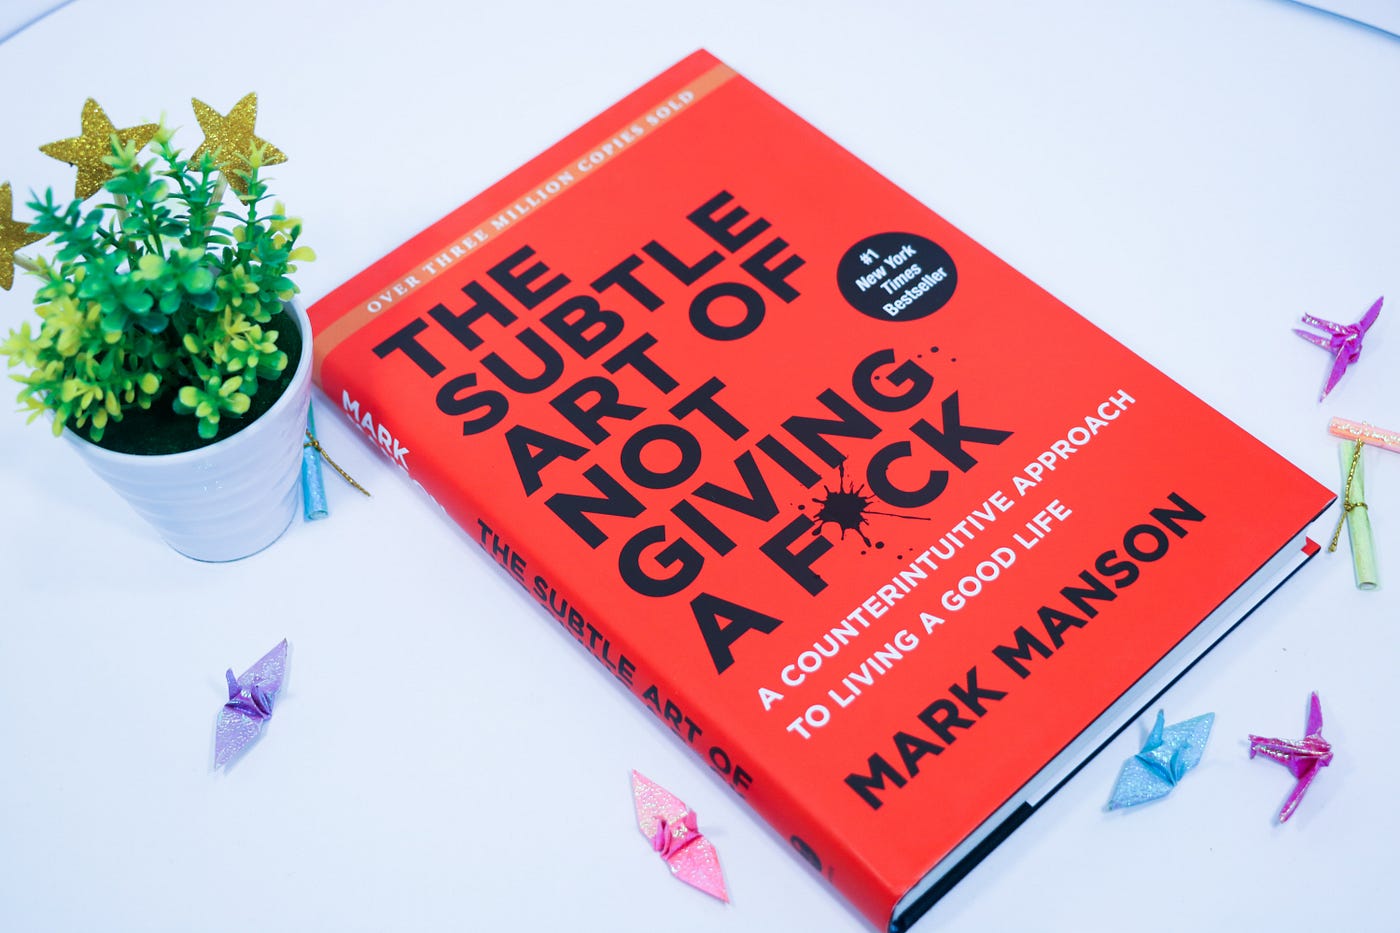 OVER THREE MILLION COPIES SOLD
THE
SUBTLE
ART OF
NOT
GIVING
A F*CK
#1
New York
Times
Bestseller
A COUNTERINTUITIVE APPROACH
TO LIVING A GOOD LIFE
MARK MANSON
MARK
THE SUBTLE ART OF